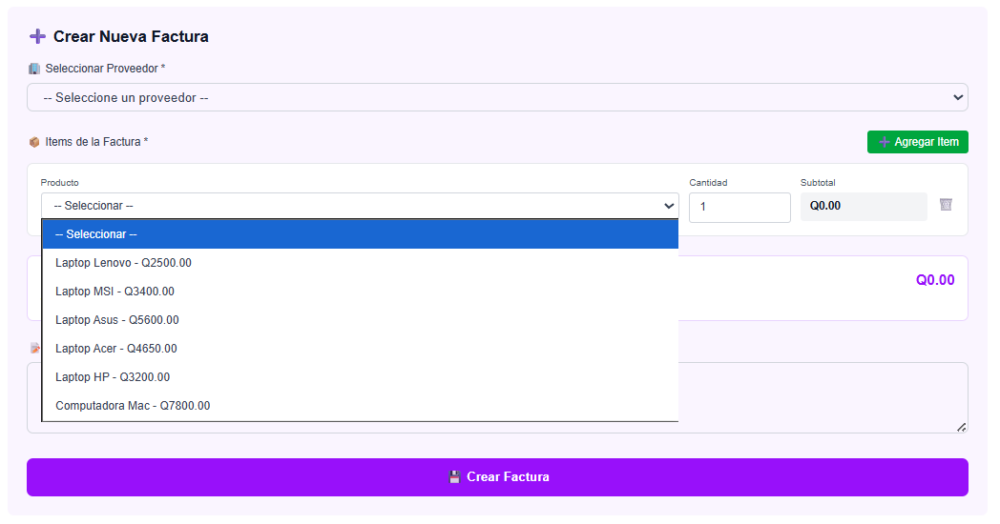 Crear Nueva Factura
Seleccionar Proveedor *
-- Seleccione un proveedor --
Items de la Factura *
Agregar Item
Producto
Cantidad
Subtotal
-- Seleccionar --
1
Q0.00
-- Seleccionar --
Laptop Lenovo - Q2500.00
Q0.00
Laptop MSI - Q3400.00
Laptop Asus - Q5600.00
Laptop Acer - Q4650.00
Laptop HP - Q3200.00
Computadora Mac - Q7800.00
Crear Factura